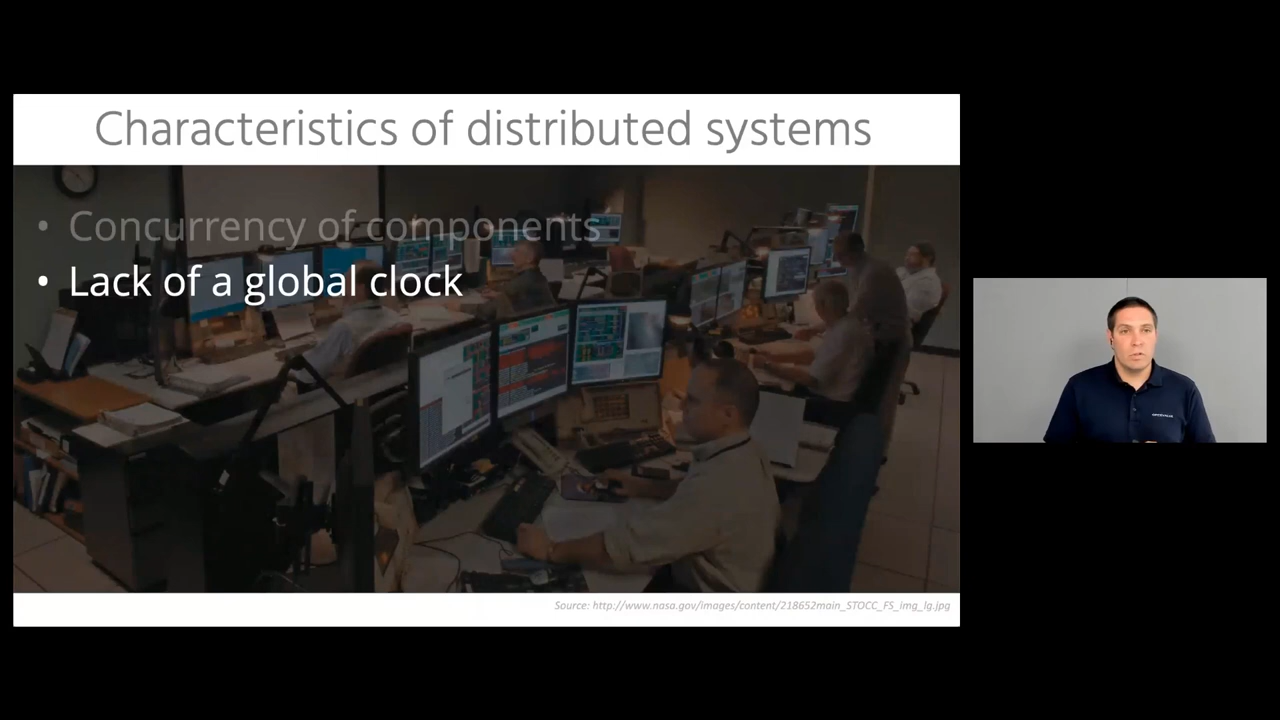 Characteristics of distributed systems
• Concurrency of components
• Lack of a global clock
Source: http://www.nasa.gov/images/content/218652main_STOCC_FS_img_lg.jpg